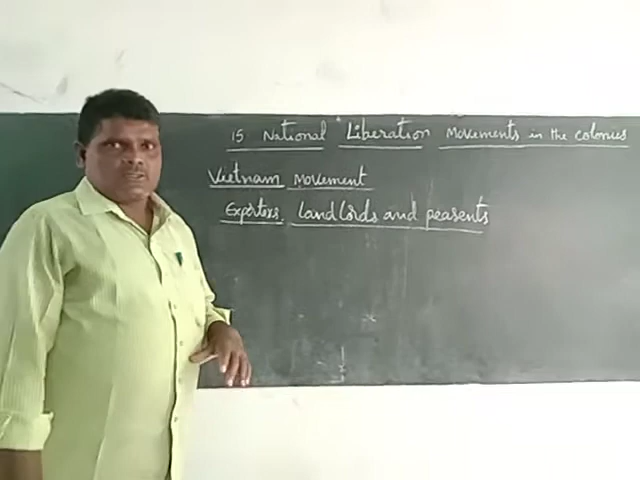 15 National Liberation Movements in the colonies
Vietnam Movement
Exporters landlords and peasents